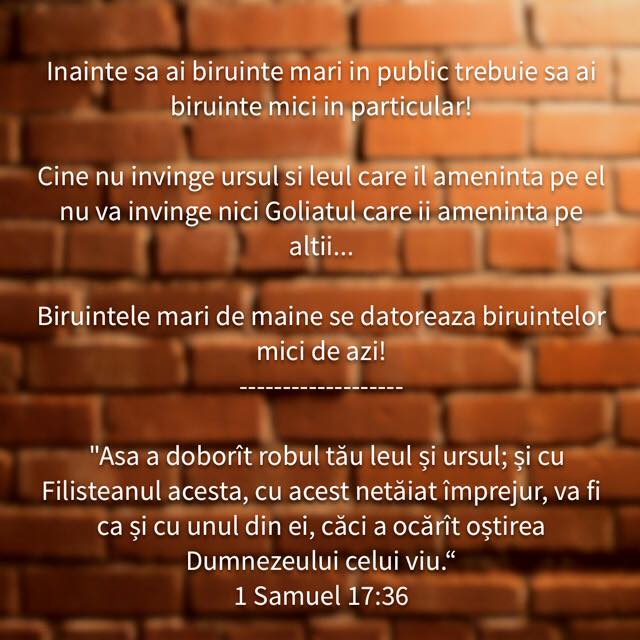 Inainte sa ai biruinte mari in public trebuie sa ai
biruinte mici in particular!
Cine nu invinge ursul si leul care il ameninta pe el
nu va invinge nici Goliatul care ii ameninta pe
altii...
Biruintele mari de maine se datoreaza biruintelor
mici de azi!
-------------------
"Asa a doborît robul tău leul și ursul; și cu
Filisteanul acesta, cu acest netăiat împrejur, va fi
ca și cu unul din ei, căci a ocărît oștirea
Dumnezeului celui viu.“
1 Samuel 17:36